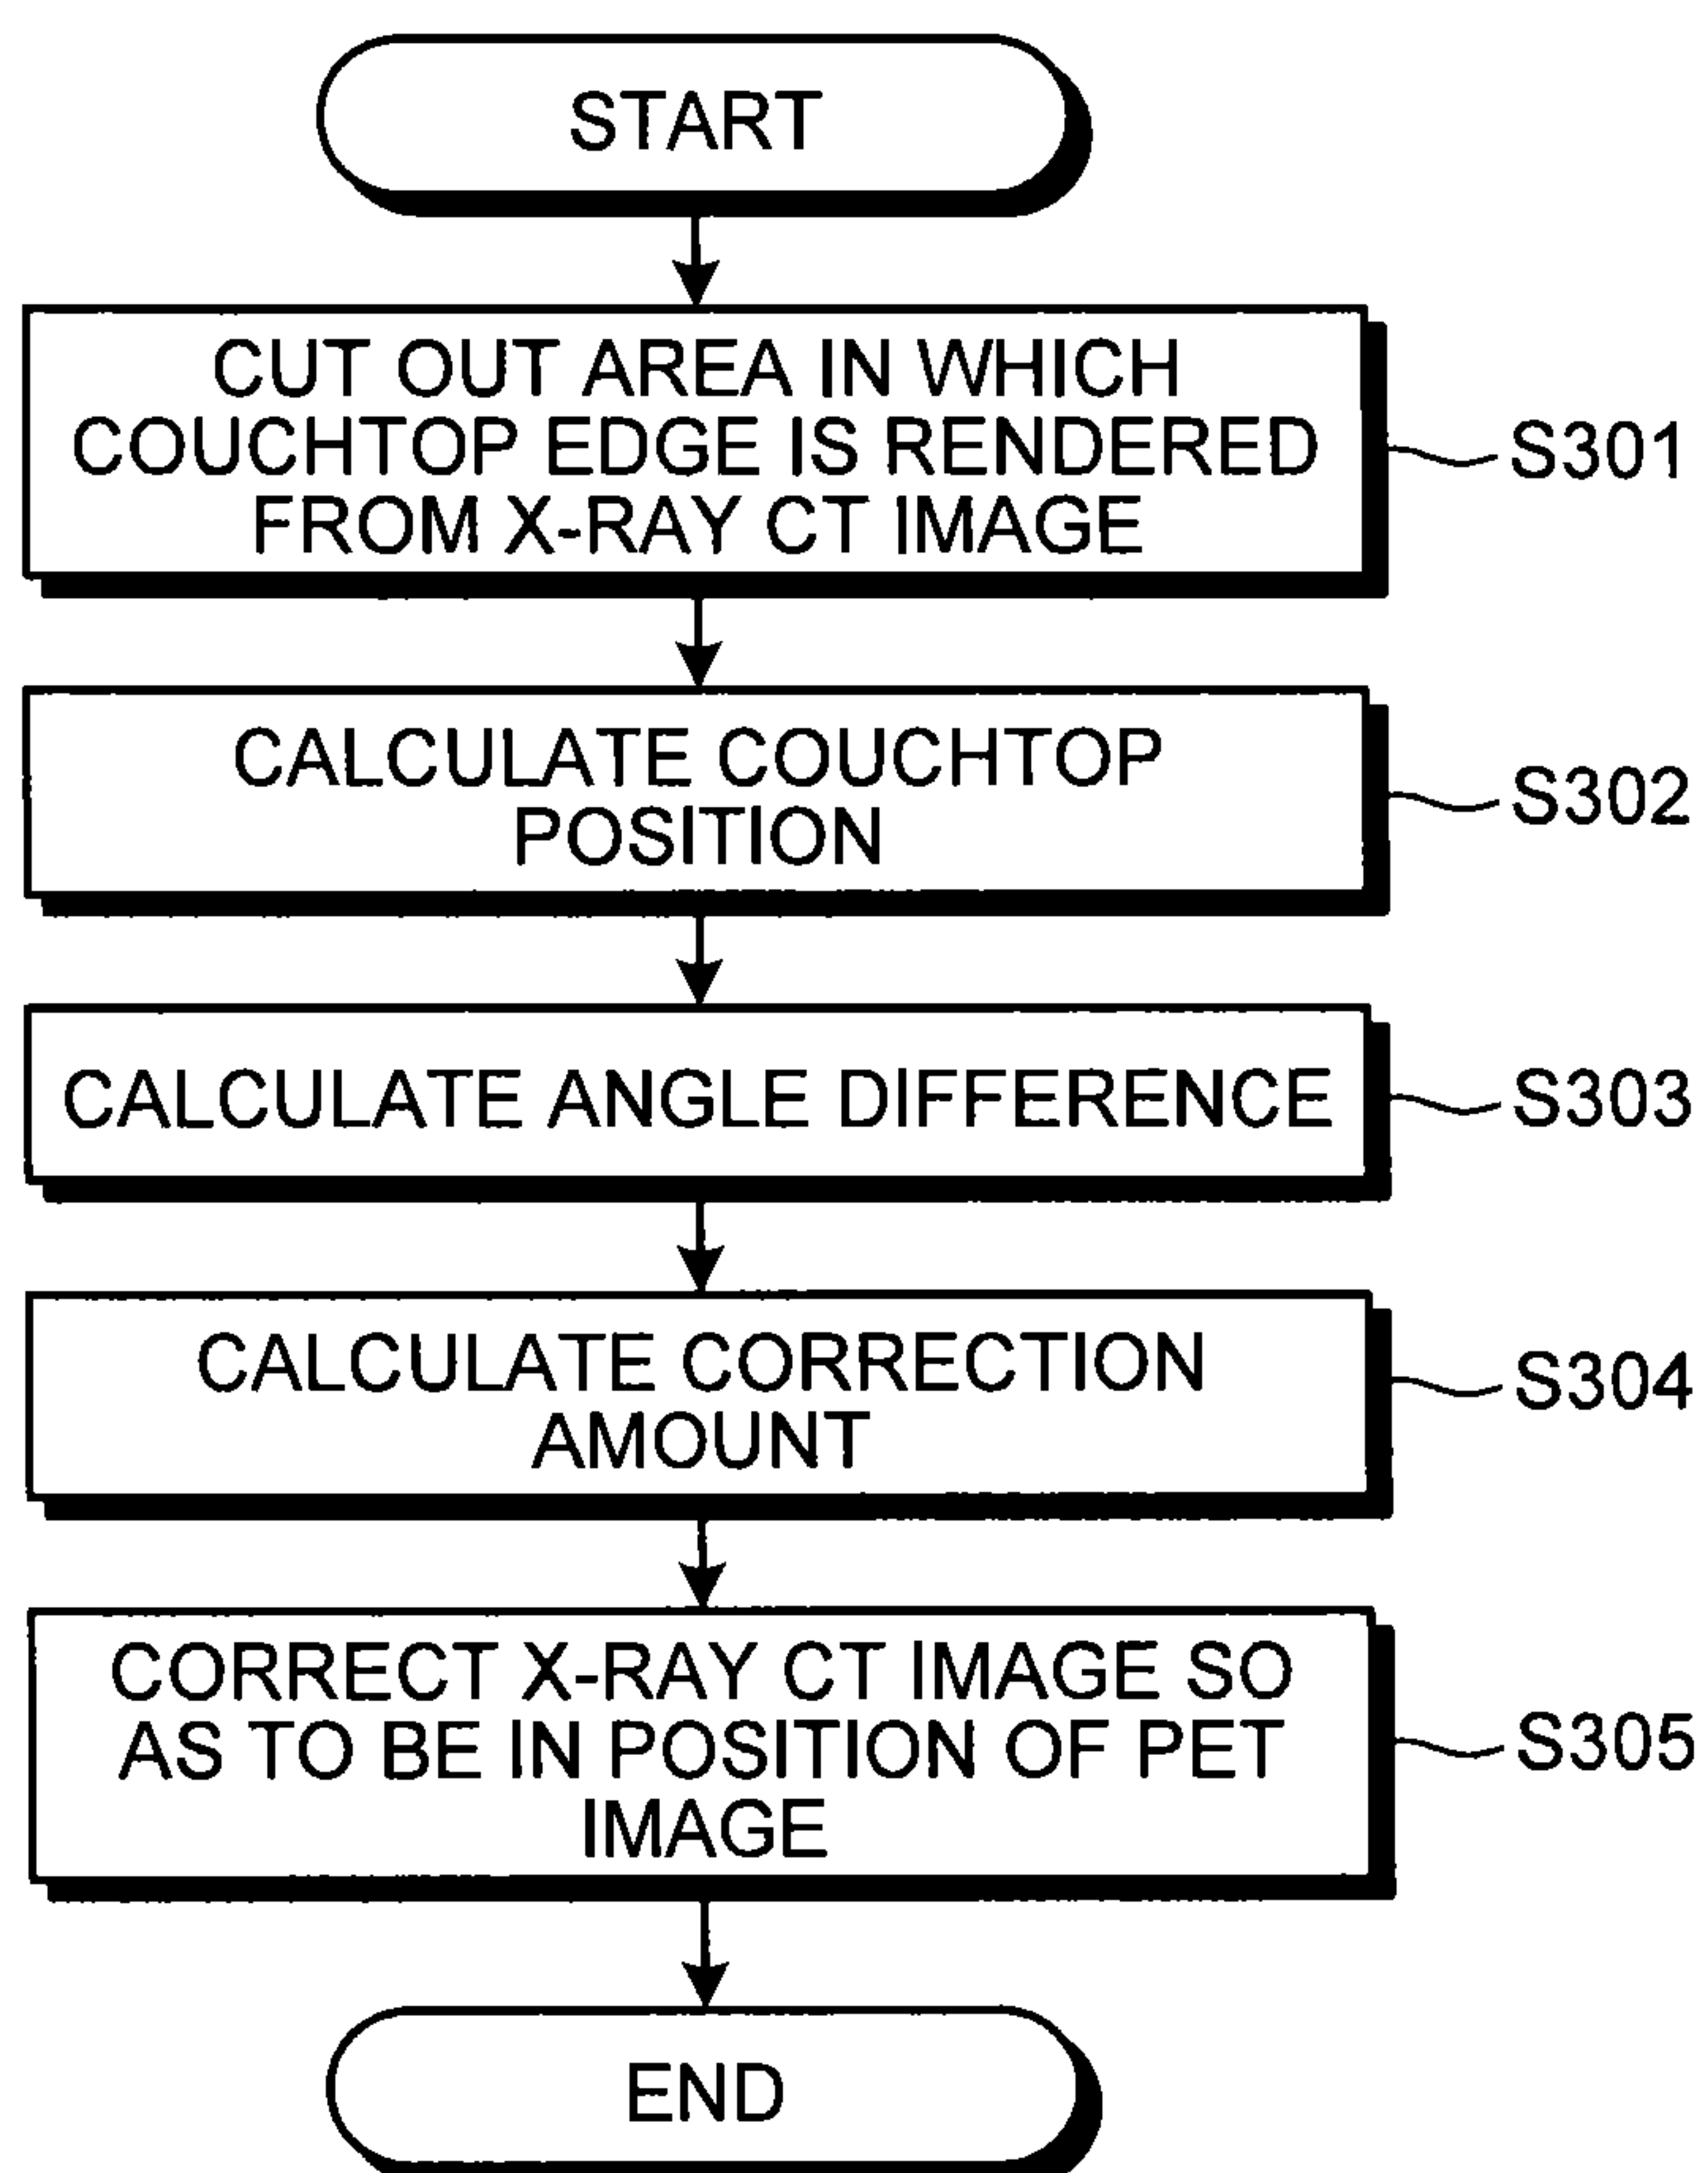 START
CUT OUT AREA IN WHICH
COUCHTOP EDGE IS RENDERED
FROM X-RAY CT IMAGE
S301
CALCULATE COUCHTOP
POSITION
S302
CALCULATE ANGLE DIFFERENCE
S303
CALCULATE CORRECTION
AMOUNT
S304
CORRECT X-RAY CT IMAGE SO
AS TO BE IN POSITION OF PET
IMAGE
S305
END